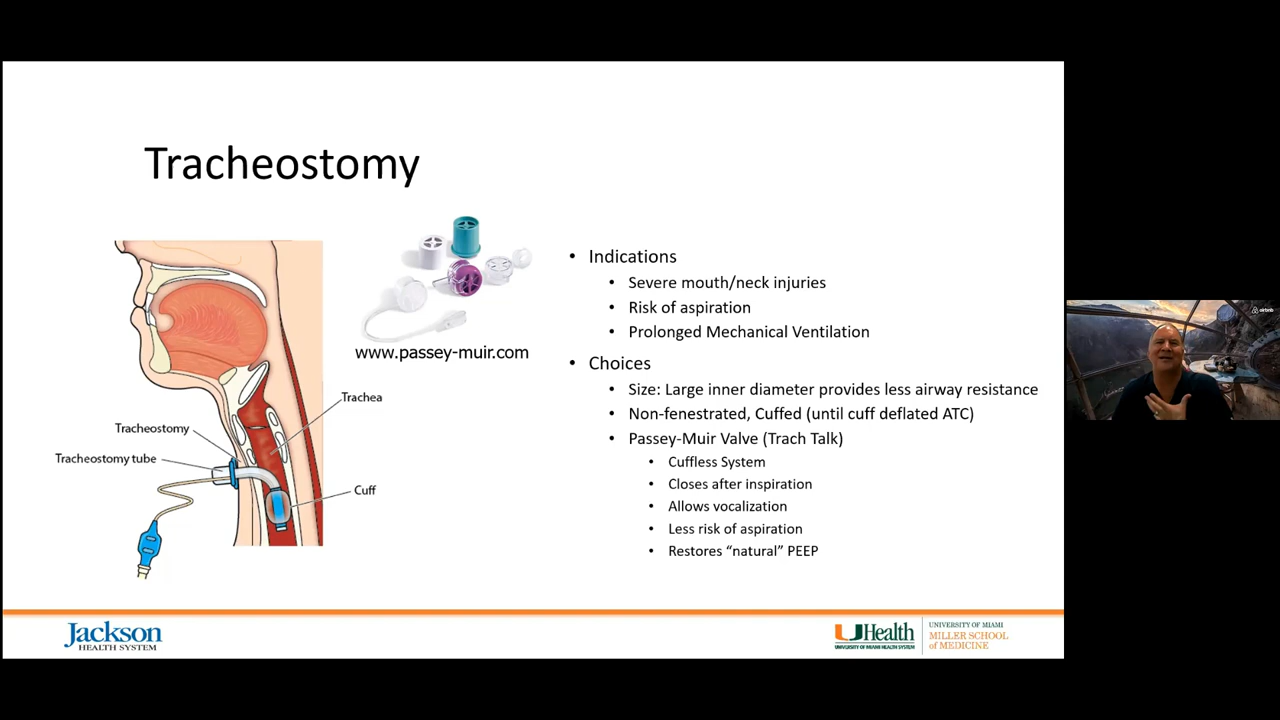 Tracheostomy
www.passey-muir.com
Trachea
Tracheostomy
Tracheostomy tube
Cuff
• Indications
• Severe mouth/neck injuries
• Risk of aspiration
• Prolonged Mechanical Ventilation
• Choices
• Size: Large inner diameter provides less airway resistance
• Non-fenestrated, Cuffed (until cuff deflated ATC)
• Passey-Muir Valve (Trach Talk)
• Cuffless System
• Closes after inspiration
• Allows vocalization
• Less risk of aspiration
• Restores “natural” PEEP
airbnb
Jackson
HEALTH SYSTEM
UHealth
UNIVERSITY OF MIAMI HEALTH SYSTEM
UNIVERSITY OF MIAMI
MILLER SCHOOL
of MEDICINE